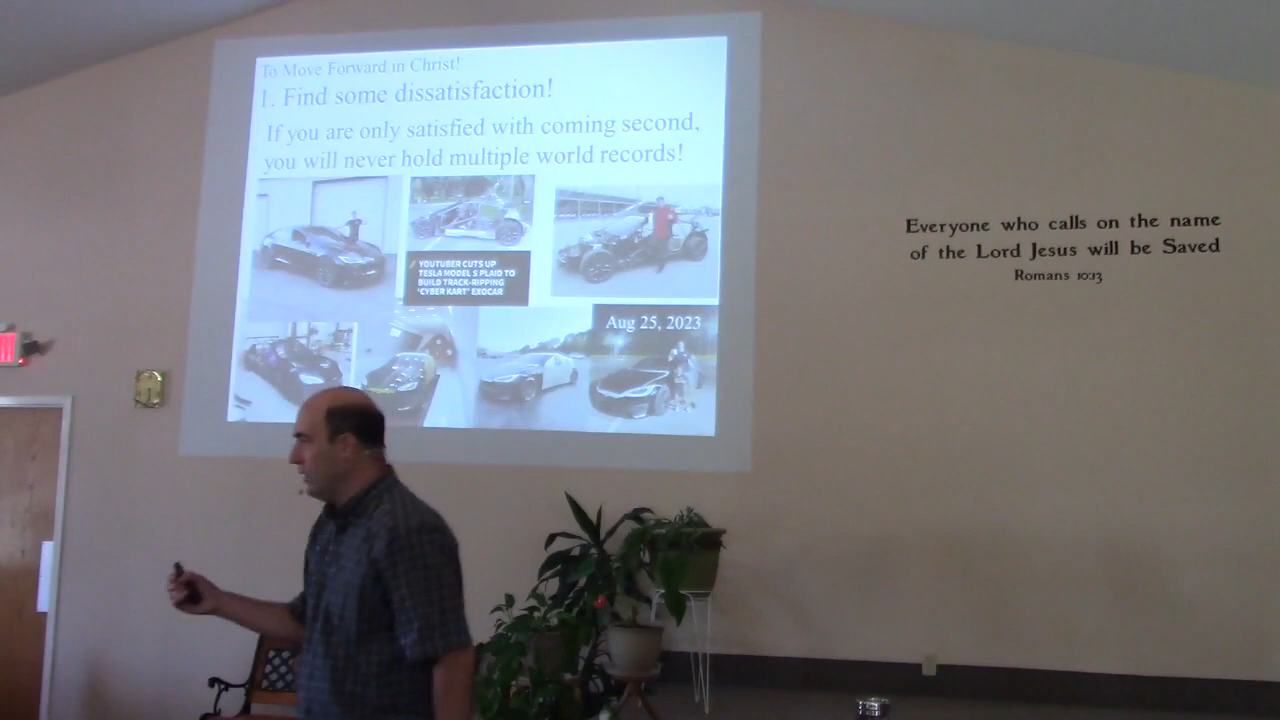 To Move Forward in Christ!
1. Find some dissatisfaction!
If you are only satisfied with coming second,
you will never hold multiple world records!
YOUTUBER CUTS UP
TESLA MODEL S PLAID TO
BUILD TRACK-RIPPING
'CYBER KART' EXOCAR
Aug 25, 2023
Everyone who calls on the name
of the Lord Jesus will be Saved
Romans 10:13